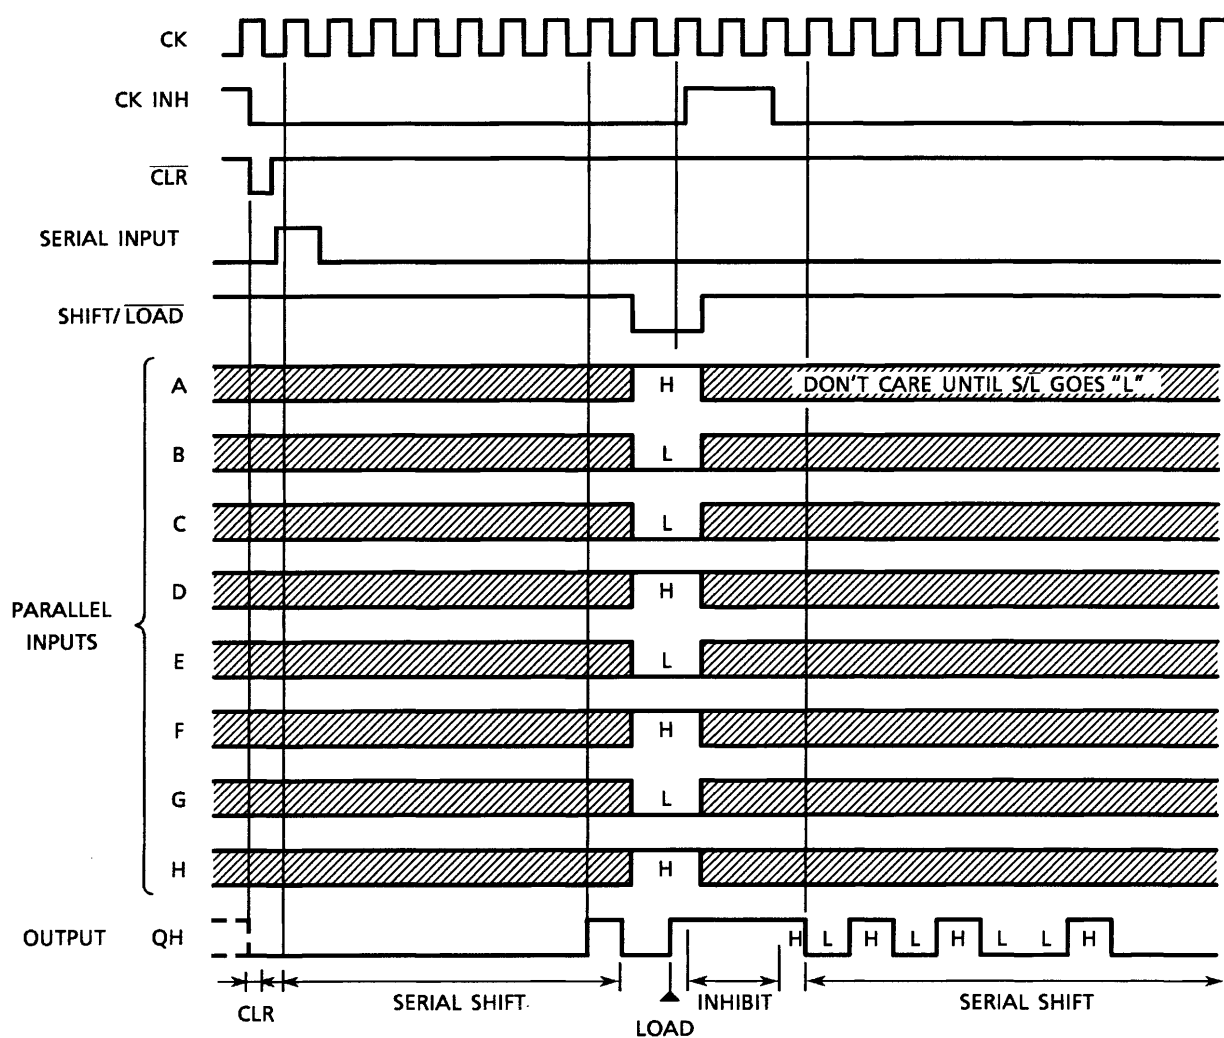 CK
CK INH
CLR
SERIAL INPUT
SHIFT/LOAD
A H DON'T CARE UNTIL S/L GOES "L"
B L
C L
D H
PARALLEL
INPUTS
E L
F H
G L
H H
OUTPUT QH H L H L H L L H
CLR SERIAL SHIFT. INHIBIT SERIAL SHIFT
LOAD